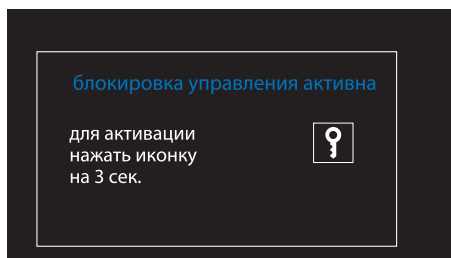 блокировка управления активна
для активации
нажать иконку
на 3 сек.